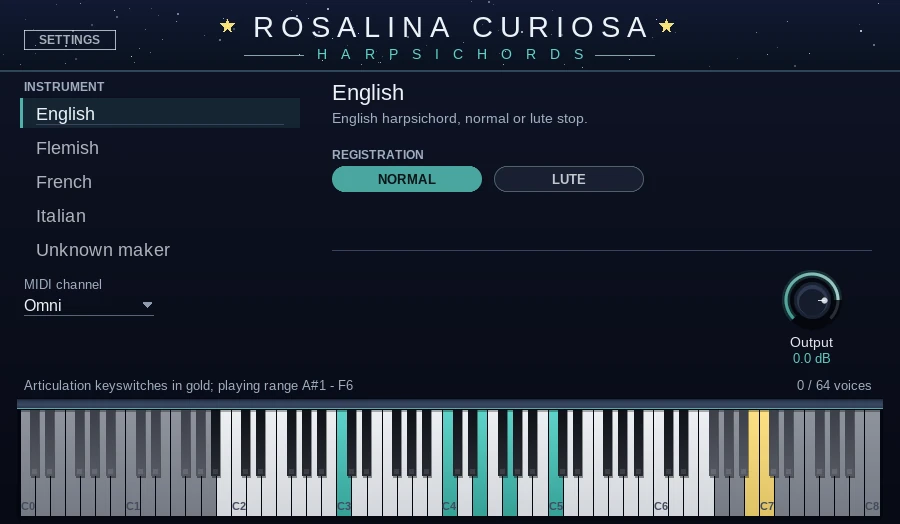 SETTINGS
ROSALINA CURIOSA
HARPSICHORDS
INSTRUMENT
English
Flemish
French
Italian
Unknown maker
MIDI channel
Omni
English
English harpsichord, normal or lute stop.
REGISTRATION
NORMAL
LUTE
Output
0.0 dB
Articulation keyswitches in gold; playing range A#1 - F6
0 / 64 voices
C0 C1 C2 C3 C4 C5 C6 C7 C8